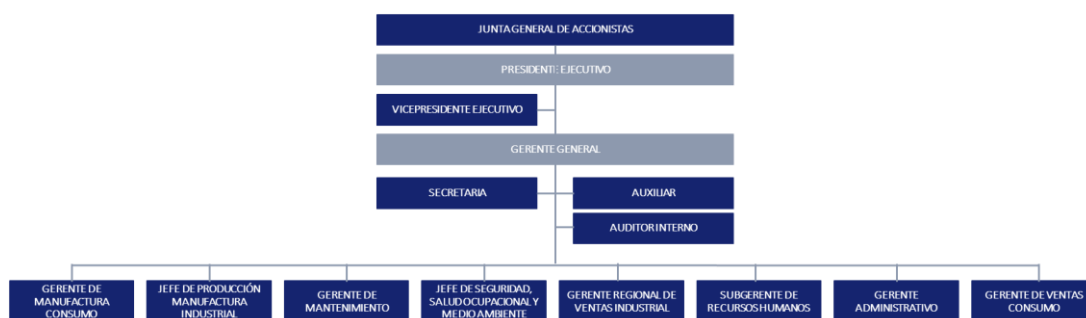 JUNTA GENERAL DE ACCIONISTAS
PRESIDENTE EJECUTIVO
VICEPRESIDENTE EJECUTIVO
GERENTE GENERAL
SECRETARIA
AUXILIAR
AUDITOR INTERNO
GERENTE DE
MANUFACTURA
CONSUMO
JEFE DE PRODUCCIÓN
MANUFACTURA
INDUSTRIAL
GERENTE DE
MANTENIMIENTO
JEFE DE SEGURIDAD,
SALUD OCUPACIONAL Y
MEDIO AMBIENTE
GERENTE REGIONAL DE
VENTAS INDUSTRIAL
SUBGERENTE DE
RECURSOS HUMANOS
GERENTE
ADMINISTRATIVO
GERENTE DE VENTAS
CONSUMO